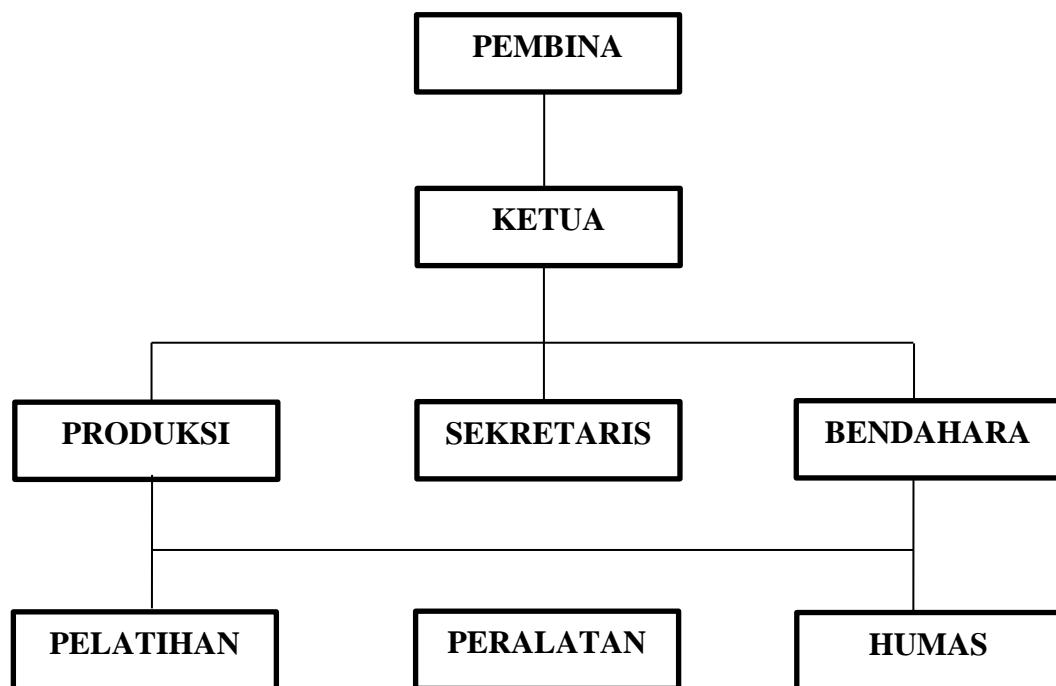 PEMBINA
KETUA
PRODUKSI
SEKRETARIS
BENDAHARA
PELATIHAN
PERALATAN
HUMAS